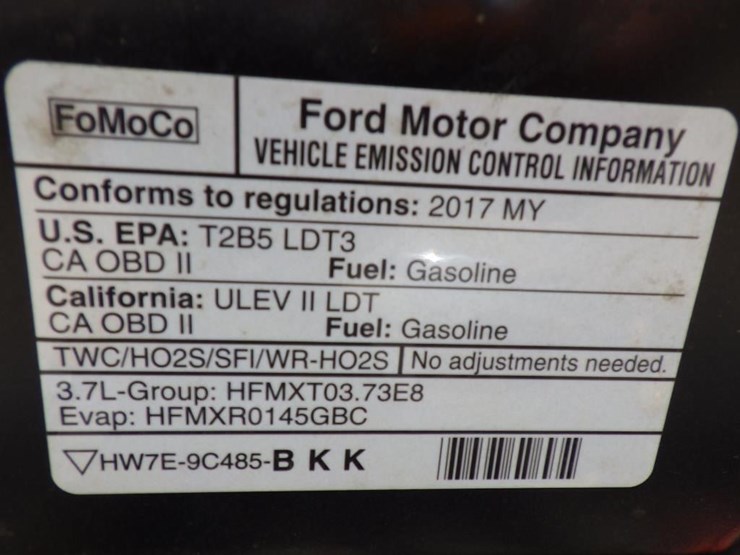 FoMoCo
Ford Motor Company
VEHICLE EMISSION CONTROL INFORMATION
Conforms to regulations: 2017 MY
U.S. EPA: T2B5 LDT3
CA OBD II Fuel: Gasoline
California: ULEV II LDT
CA OBD II Fuel: Gasoline
TWC/HO2S/SFI/WR-HO2S No adjustments needed.
3.7L-Group: HFMXT03.73E8
Evap: HFMXR0145GBC
HW7E-9C485-B K K